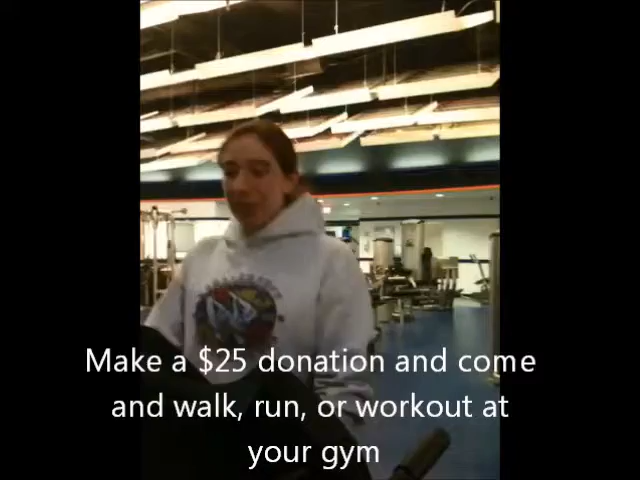 Make a $25 donation and come
and walk, run, or workout at
your gym